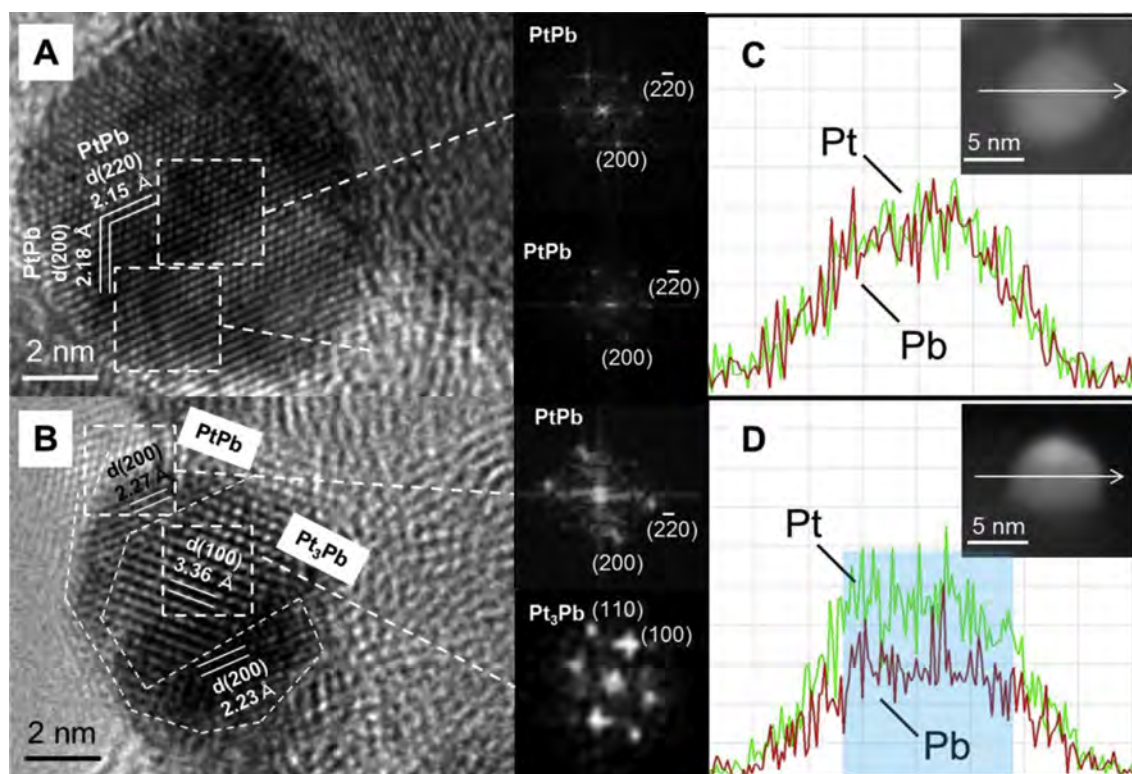 A
PtPb
d(220)
2.15 Å
PtPb
d(200)
2.18 Å
2 nm
PtPb
(2̅20)
(200)
PtPb
(2̅20)
(200)
B
PtPb
d(200)
2.27 Å
Pt₃Pb
d(100)
3.36 Å
d(200)
2.23 Å
2 nm
PtPb
(2̅20)
(200)
Pt₃Pb
(110)
(100)
C
Pt
Pb
5 nm
D
Pt
Pb
5 nm